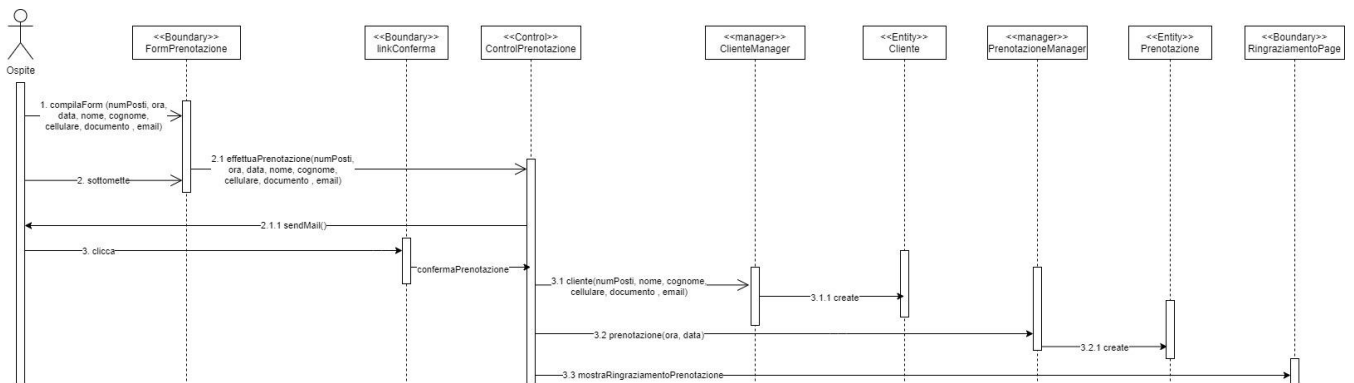 <<Boundary>>
FormPrenotazione
<<Boundary>>
linkConferma
<<Control>>
ControlPrenotazione
<<manager>>
ClienteManager
<<Entity>>
Cliente
<<manager>>
PrenotazioneManager
<<Entity>>
Prenotazione
<<Boundary>>
RingraziamentoPage
Ospite
1. compilaForm (numPosti, ora,
data, nome, cognome,
cellulare, documento , email)
2.1 effettuaPrenotazione(numPosti,
ora, data, nome, cognome,
cellulare, documento , email)
2. sottomette
2.1.1 sendMail()
3. clicca
confermaPrenotazione
3.1 cliente(numPosti, nome, cognome,
cellulare, documento , email)
3.1.1 create
3.2 prenotazione(ora, data)
3.2.1 create
3.3 mostraRingraziamentoPrenotazione